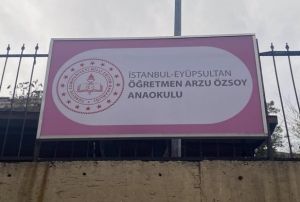 İSTANBUL-EYÜPSULTAN
ÖĞRETMEN ARZU ÖZSOY
ANAOKULU